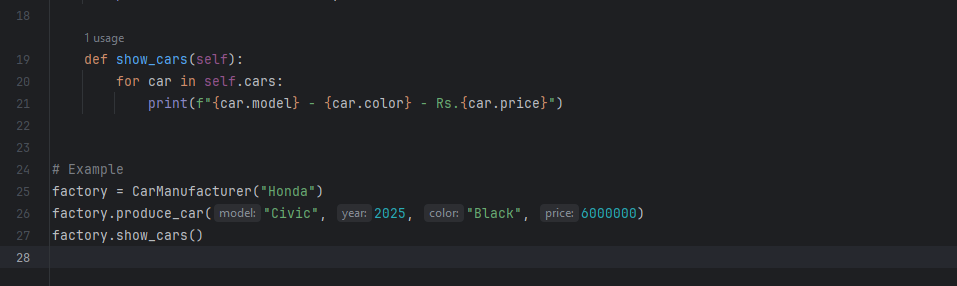 18
1 usage
19 def show_cars(self):
20 for car in self.cars:
21 print(f"{car.model} - {car.color} - Rs.{car.price}")
22
23
24 # Example
25 factory = CarManufacturer("Honda")
26 factory.produce_car( model: "Civic", year: 2025, color: "Black", price: 6000000)
27 factory.show_cars()
28